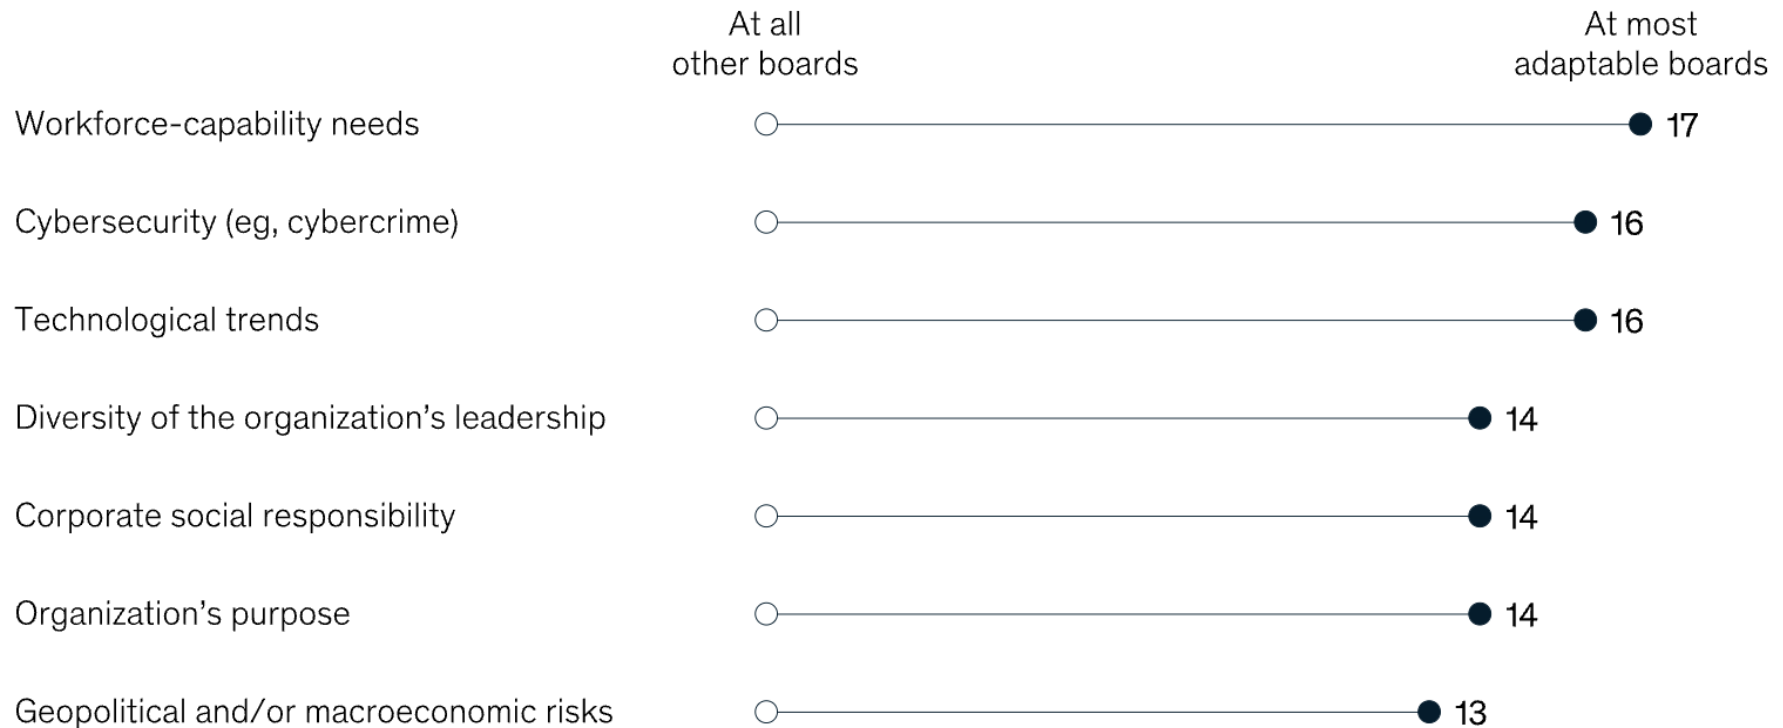 At all
other boards
At most
adaptable boards
Workforce-capability needs
17
Cybersecurity (eg, cybercrime)
16
Technological trends
16
Diversity of the organization’s leadership
14
Corporate social responsibility
14
Organization’s purpose
14
Geopolitical and/or macroeconomic risks
13